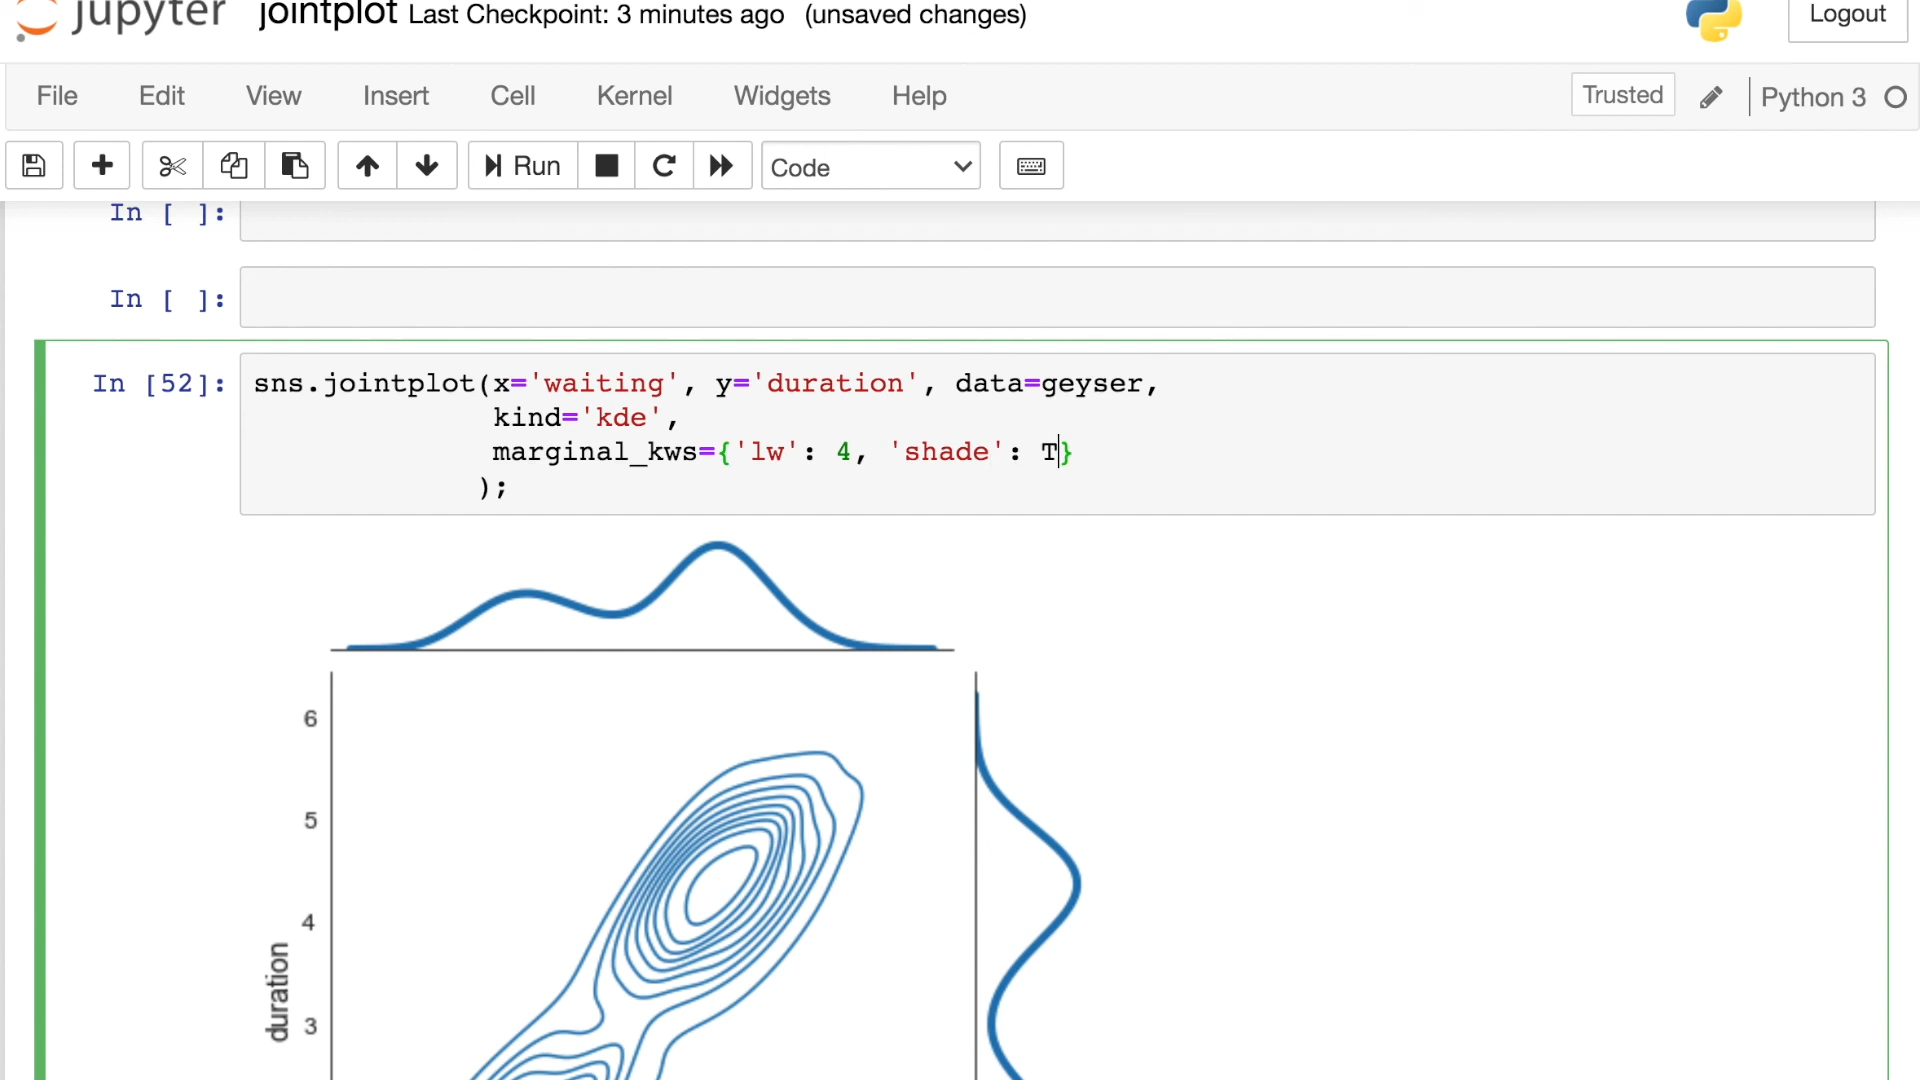 jupyter jointplot Last Checkpoint: 3 minutes ago (unsaved changes) Logout
File Edit View Insert Cell Kernel Widgets Help Trusted Python 3
Run Code
In [ ]:
In [ ]:
In [52]: sns.jointplot(x='waiting', y='duration', data=geyser,
kind='kde',
marginal_kws={'lw': 4, 'shade': T}
);
6
5
4
3
duration